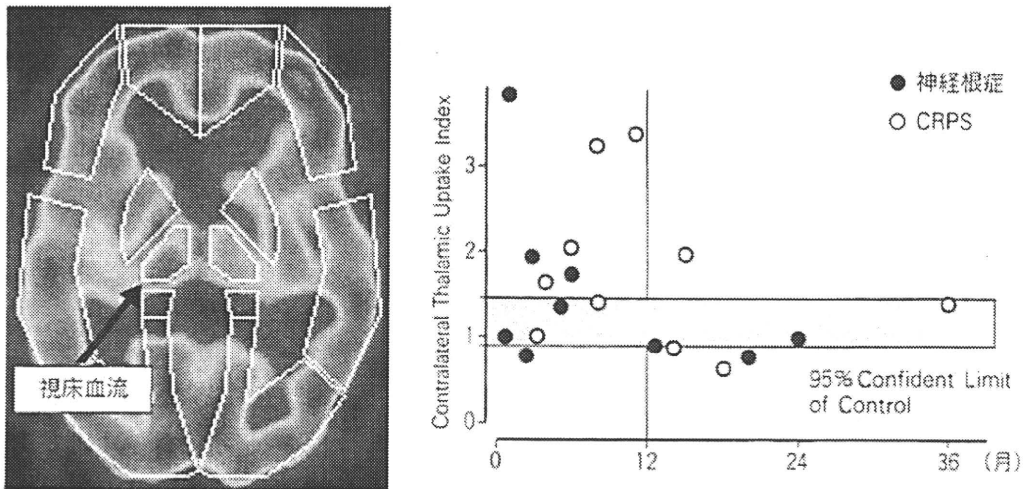 視床血流
Contralateral Thalamic Uptake Index
3
2
1
0
● 神経根症
○ CRPS
95% Confident Limit
of Control
0 12 24 36 (月)